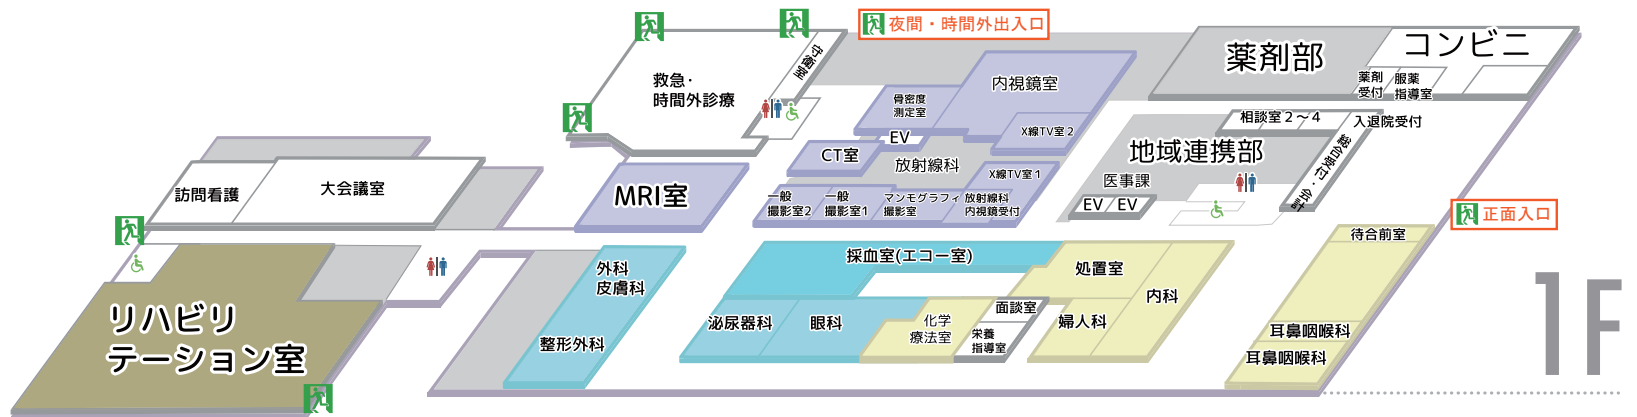 夜間・時間外出入口
守衛室
救急・
時間外診療
薬剤部
コンビニ
薬剤
受付
服薬
指導室
内視鏡室
骨密度
測定室
X線TV室2
EV
CT室
放射線科
X線TV室1
一般
撮影室2
一般
撮影室1
マンモグラフィ
撮影室
放射線科
内視鏡受付
MRI室
相談室2～4
入退院受付
総合受付・会計
地域連携部
医事課
EV
EV
訪問看護
大会議室
正面入口
リハビリ
テーション室
外科
皮膚科
整形外科
採血室(エコー室)
泌尿器科
眼科
化学
療法室
面談室
栄養
指導室
処置室
内科
婦人科
待合前室
耳鼻咽喉科
耳鼻咽喉科
1F